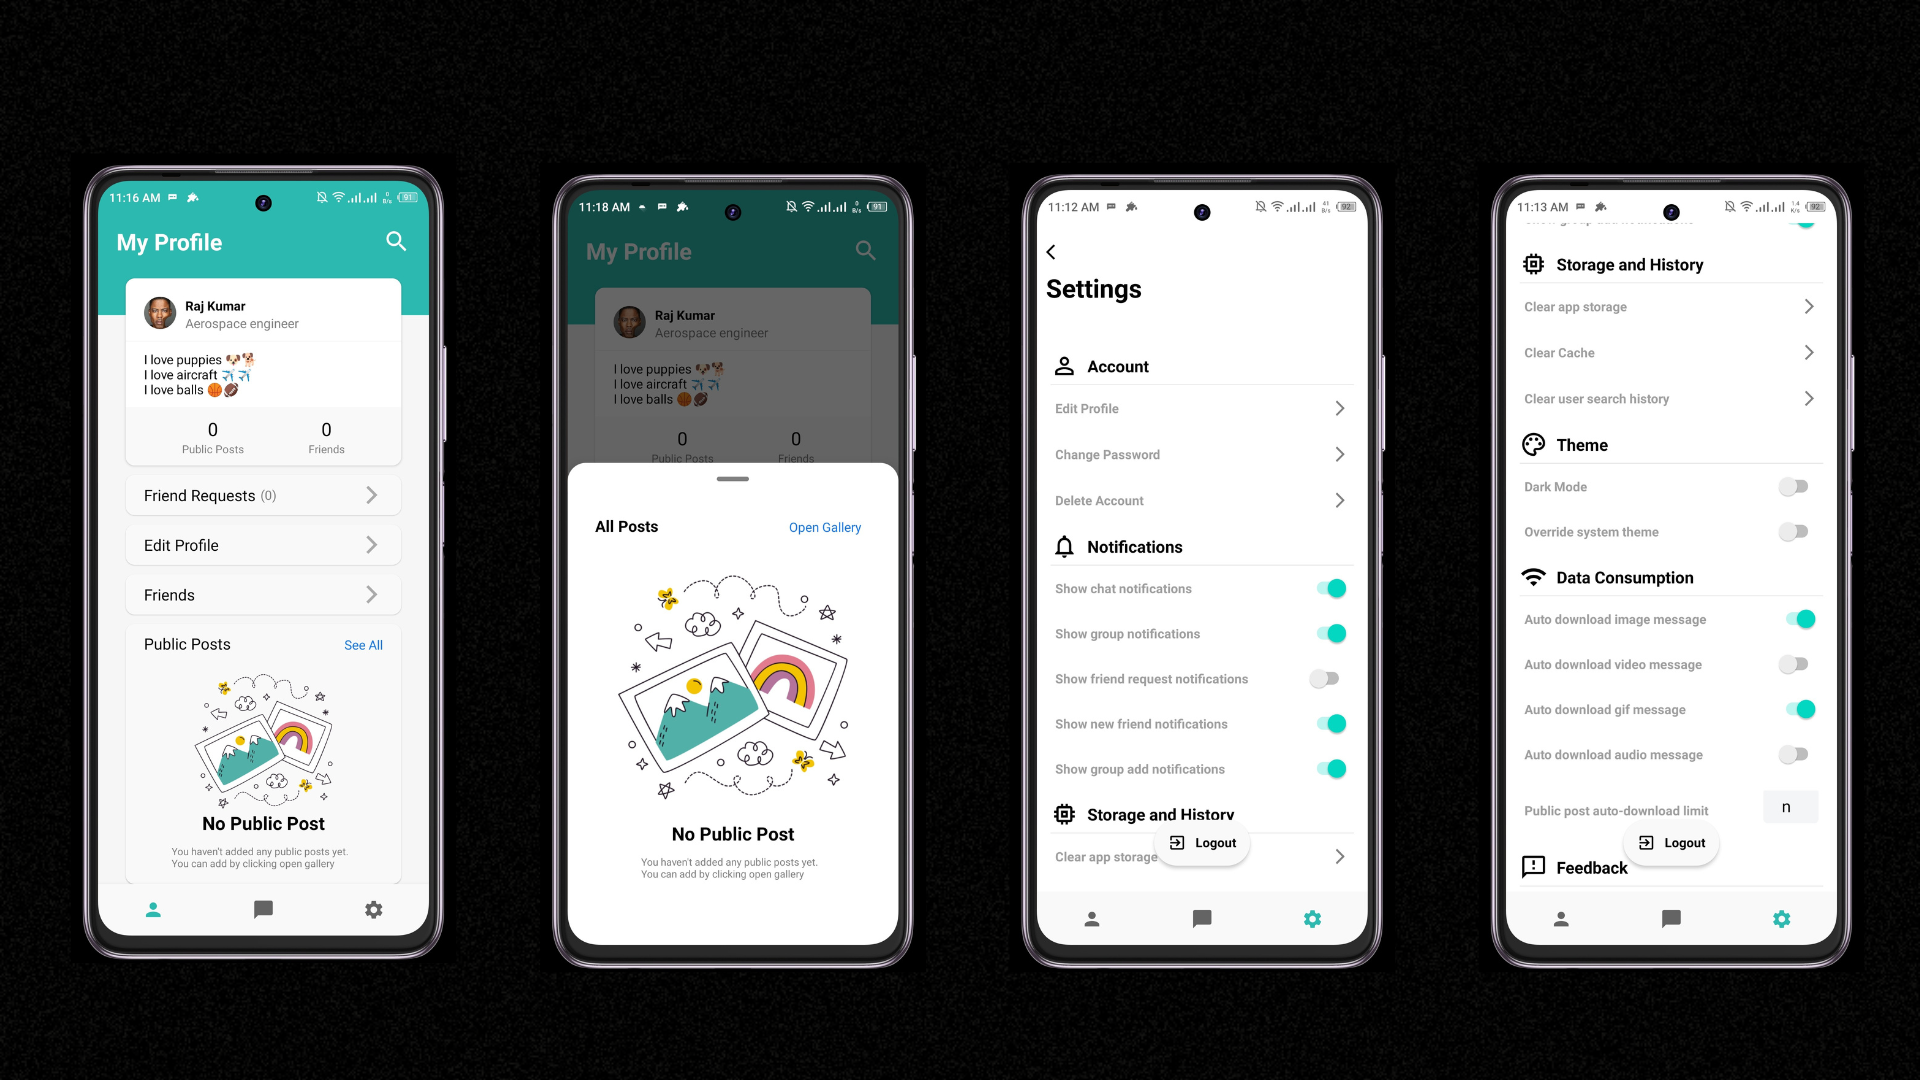 11:16 AM
My Profile
Raj Kumar
Aerospace engineer
I love puppies 🐶🐕
I love aircraft ✈️✈️
I love balls 🏀🏈
0
0
Public Posts
Friends
Friend Requests (0)
Edit Profile
Friends
Public Posts
See All
No Public Post
You haven't added any public posts yet.
You can add by clicking open gallery
11:18 AM
My Profile
Raj Kumar
Aerospace engineer
I love puppies 🐶🐕
I love aircraft ✈️✈️
I love balls 🏀🏈
0
0
Public Posts
Friends
All Posts
Open Gallery
No Public Post
You haven't added any public posts yet.
You can add by clicking open gallery
11:12 AM
Settings
Account
Edit Profile
Change Password
Delete Account
Notifications
Show chat notifications
Show group notifications
Show friend request notifications
Show new friend notifications
Show group add notifications
Storage and History
Clear app storage
Logout
11:13 AM
Storage and History
Clear app storage
Clear Cache
Clear user search history
Theme
Dark Mode
Override system theme
Data Consumption
Auto download image message
Auto download video message
Auto download gif message
Auto download audio message
Public post auto-download limit
n
Logout
Feedback